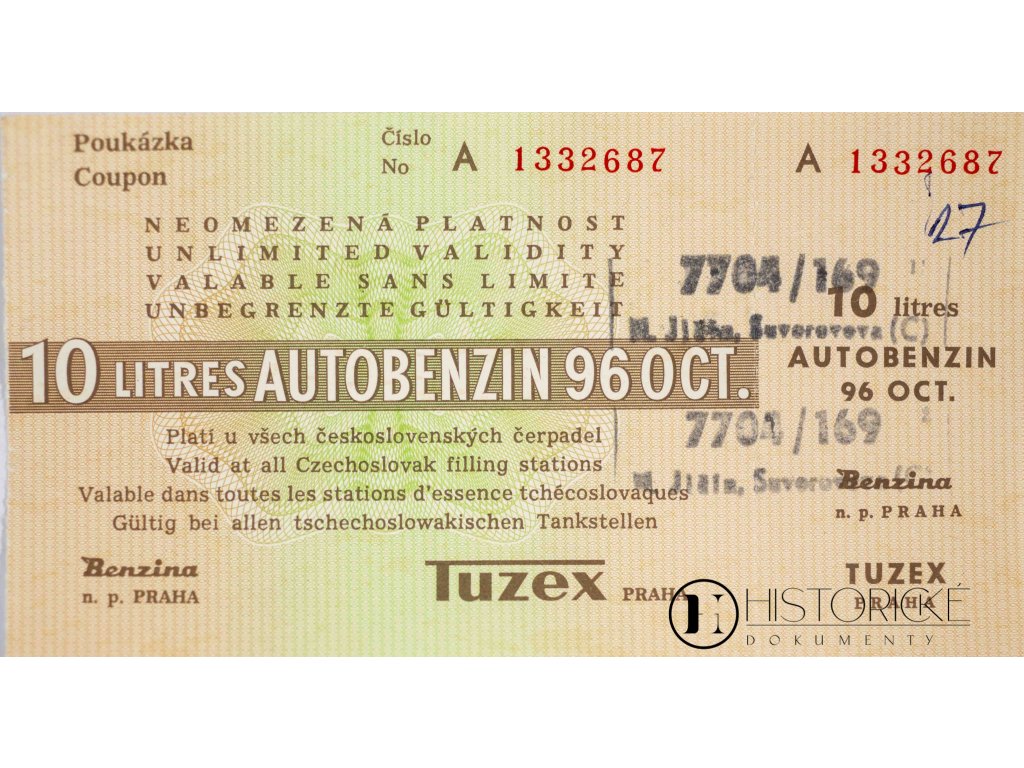 Poukázka
Coupon
Číslo
No
A 1332687
NEOMEZENÁ PLATNOST
UNLIMITED VALIDITY
VALABLE SANS LIMITE
UNBEGRENZTE GÜLTIGKEIT
10 LITRES AUTOBENZIN 96 OCT.
Platí u všech československých čerpadel
Valid at all Czechoslovak filling stations
Valable dans toutes les stations d'essence tchécoslovaques
Gültig bei allen tschechoslowakischen Tankstellen
Benzina
n. p. PRAHA
Tuzex PRAHA
A 1332687
27
7704/169
10 litres
Suvorovova (C)
AUTOBENZIN
96 OCT.
7704/169
Benzina
n. p. PRAHA
TUZEX
PRAHA
HISTORICKÉ
DOKUMENTY